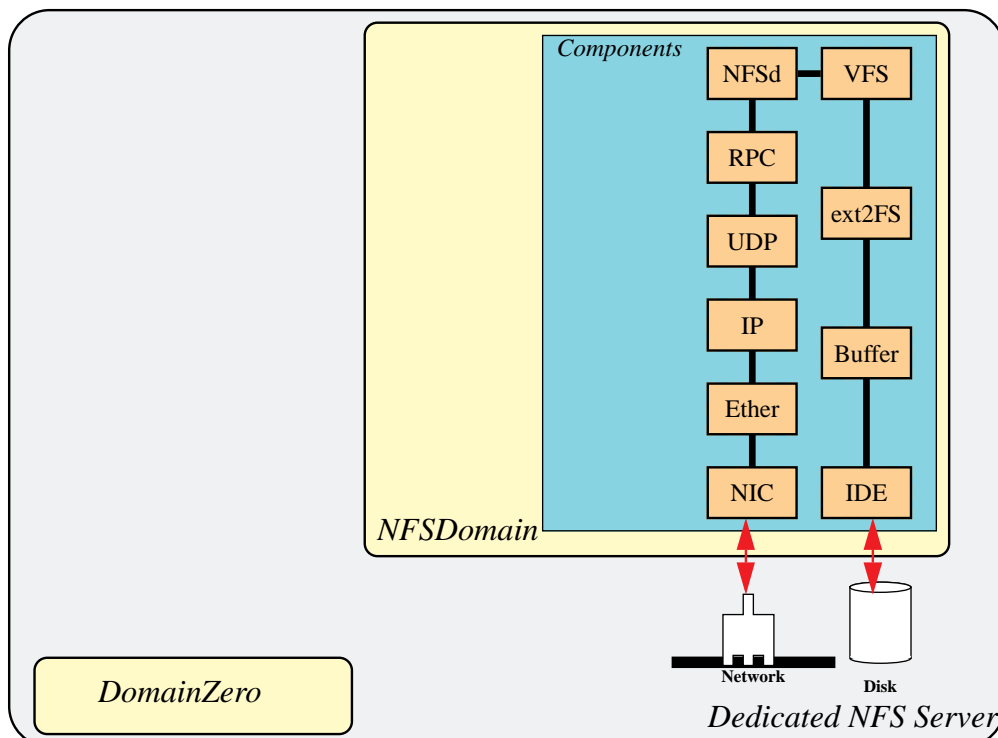 Components
NFSd
VFS
RPC
ext2FS
UDP
IP
Buffer
Ether
NIC
IDE
NFSDomain
Network
Disk
DomainZero
Dedicated NFS Server